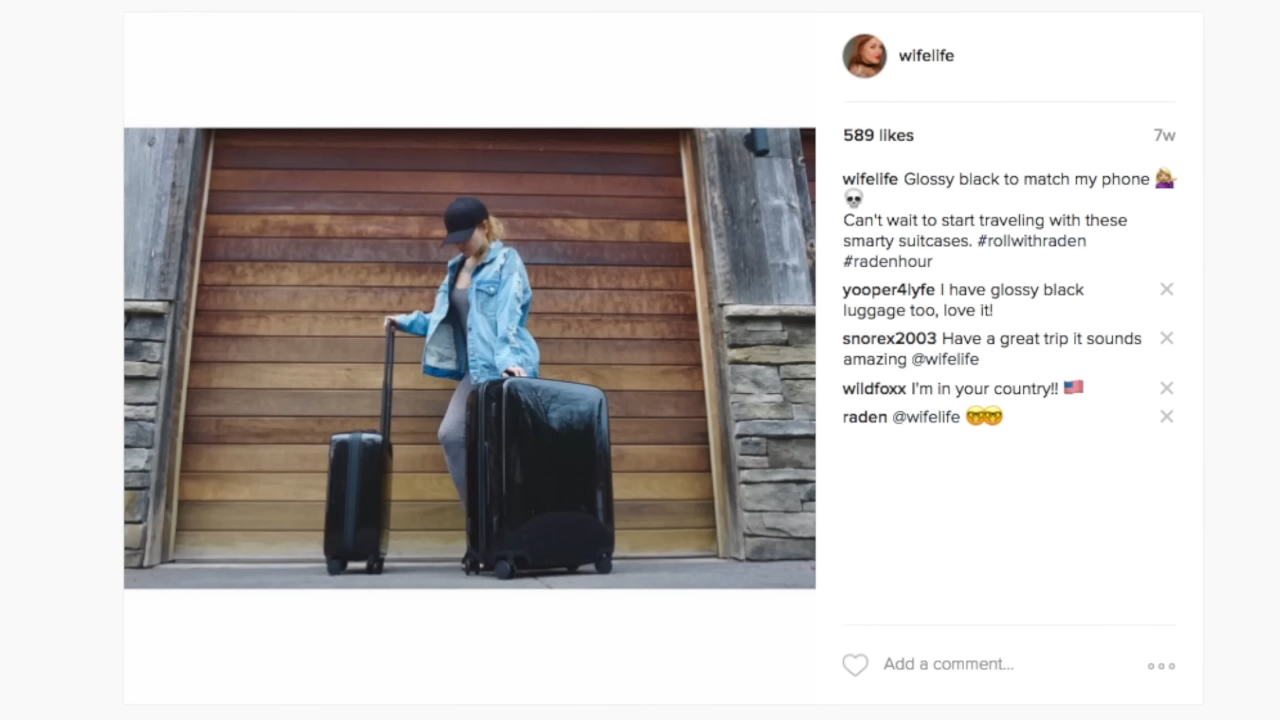 wifelife
589 likes 7w
wifelife Glossy black to match my phone 💁🏼
💀
Can't wait to start traveling with these
smarty suitcases. #rollwithraden
#radenhour
yooper4lyfe I have glossy black
luggage too, love it!
snorex2003 Have a great trip it sounds
amazing @wifelife
wildfoxx I'm in your country!! 🇺🇸
raden @wifelife 🤓🤓
Add a comment...